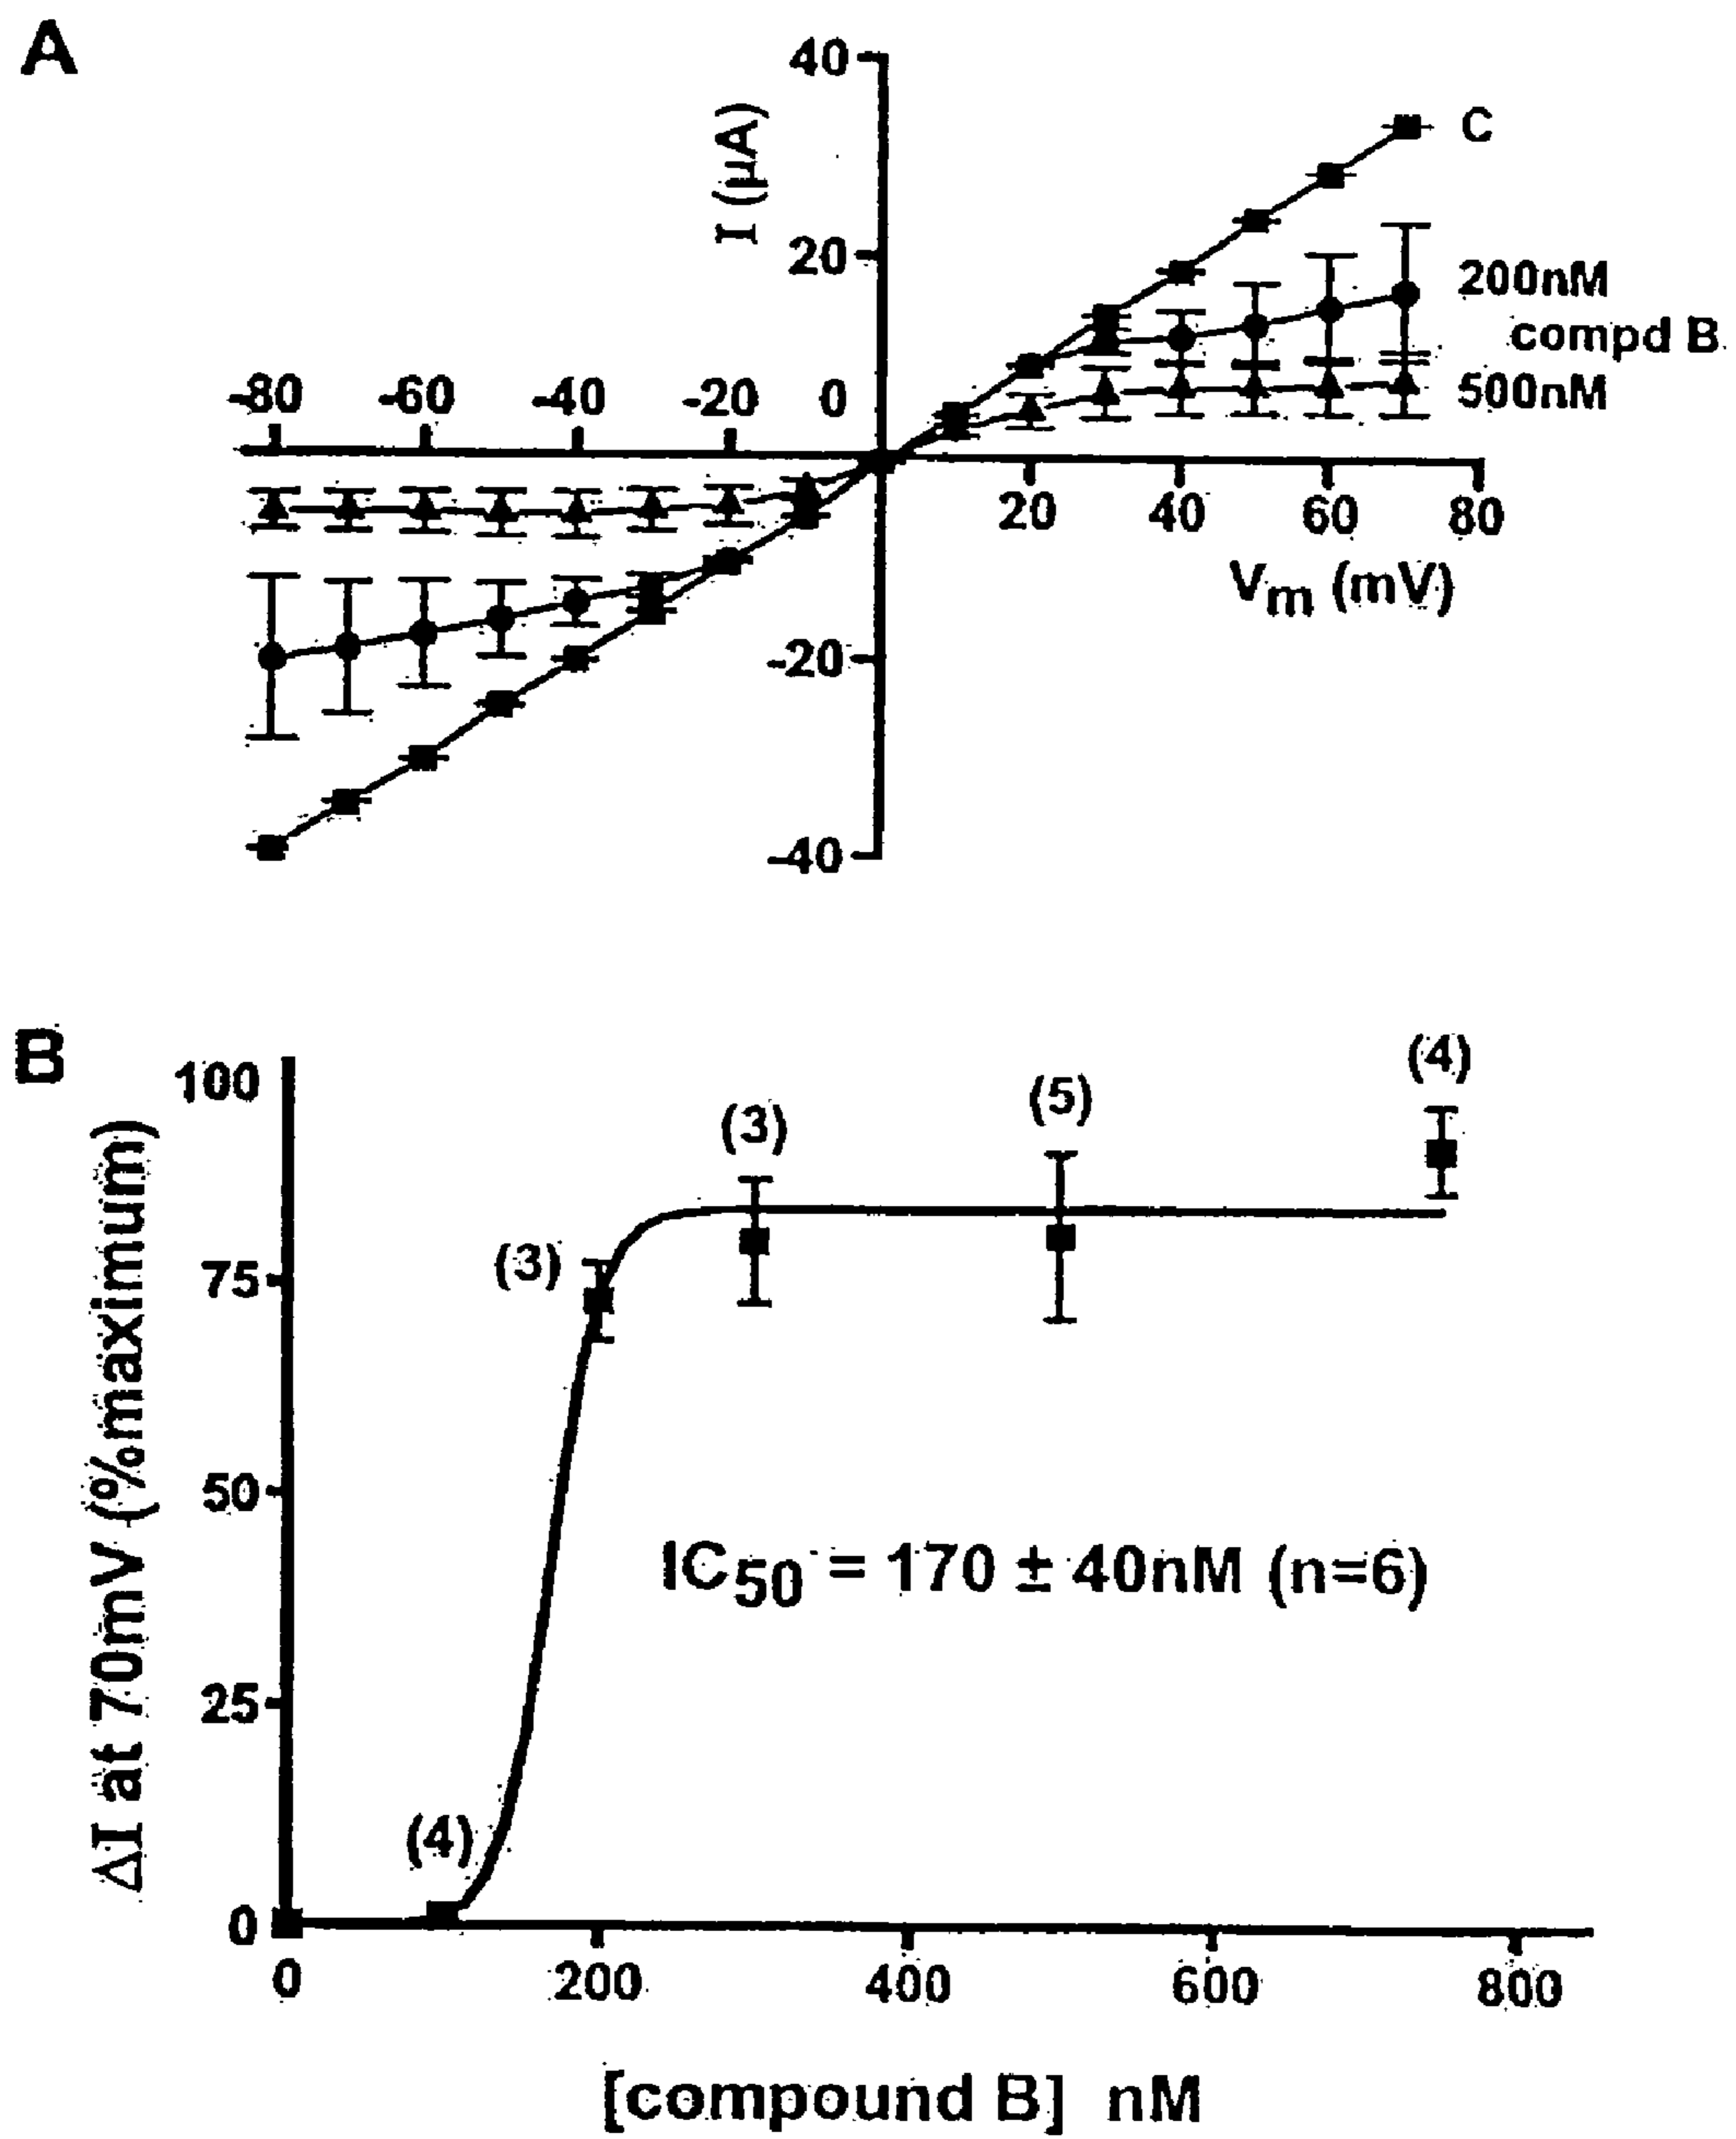 A
40
I (μA)
C
20
200nM
compd B
500nM
-80 -60 -40 -20 0
20 40 60 80
Vm (mV)
-20
-40
B
100
(4)
(5)
(3)
75
(3)
50
IC50 = 170 ± 40nM (n=6)
25
(4)
0
0 200 400 600 800
ΔI at 70mV (%maximum)
[compound B] nM